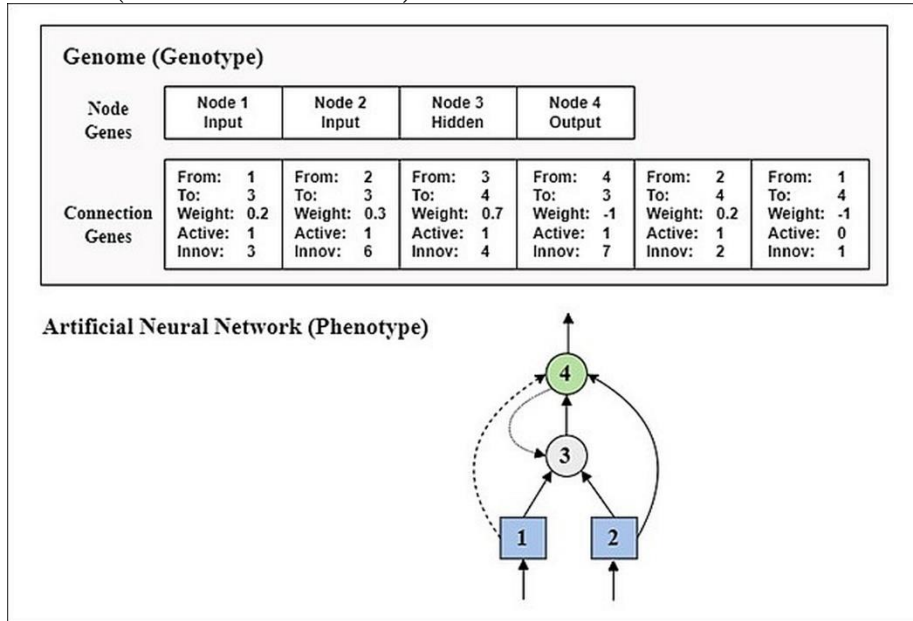 Genome (Genotype)
Node Genes
Node 1 Input
Node 2 Input
Node 3 Hidden
Node 4 Output
Connection Genes
From: 1
To: 3
Weight: 0.2
Active: 1
Innov: 3
From: 2
To: 3
Weight: 0.3
Active: 1
Innov: 6
From: 3
To: 4
Weight: 0.7
Active: 1
Innov: 4
From: 4
To: 3
Weight: -1
Active: 1
Innov: 7
From: 2
To: 4
Weight: 0.2
Active: 1
Innov: 2
From: 1
To: 4
Weight: -1
Active: 0
Innov: 1
Artificial Neural Network (Phenotype)
4
3
1
2